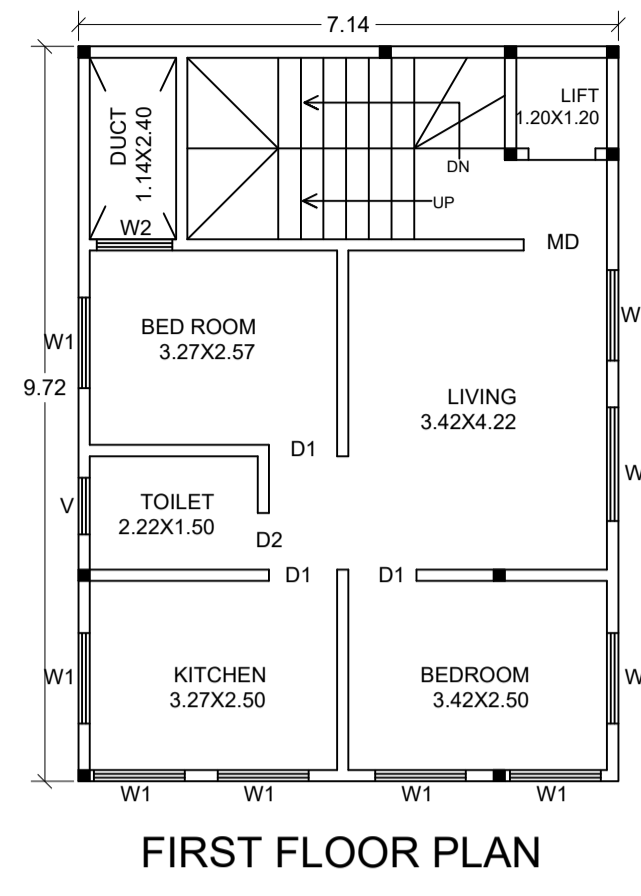 7.14
DUCT
1.14X2.40
LIFT
1.20X1.20
DN
UP
W2
MD
W1
BED ROOM
3.27X2.57
W
9.72
LIVING
3.42X4.22
D1
W
V
TOILET
2.22X1.50
D2
D1
D1
W1
KITCHEN
3.27X2.50
BEDROOM
3.42X2.50
W
W1
W1
W1
W1
FIRST FLOOR PLAN